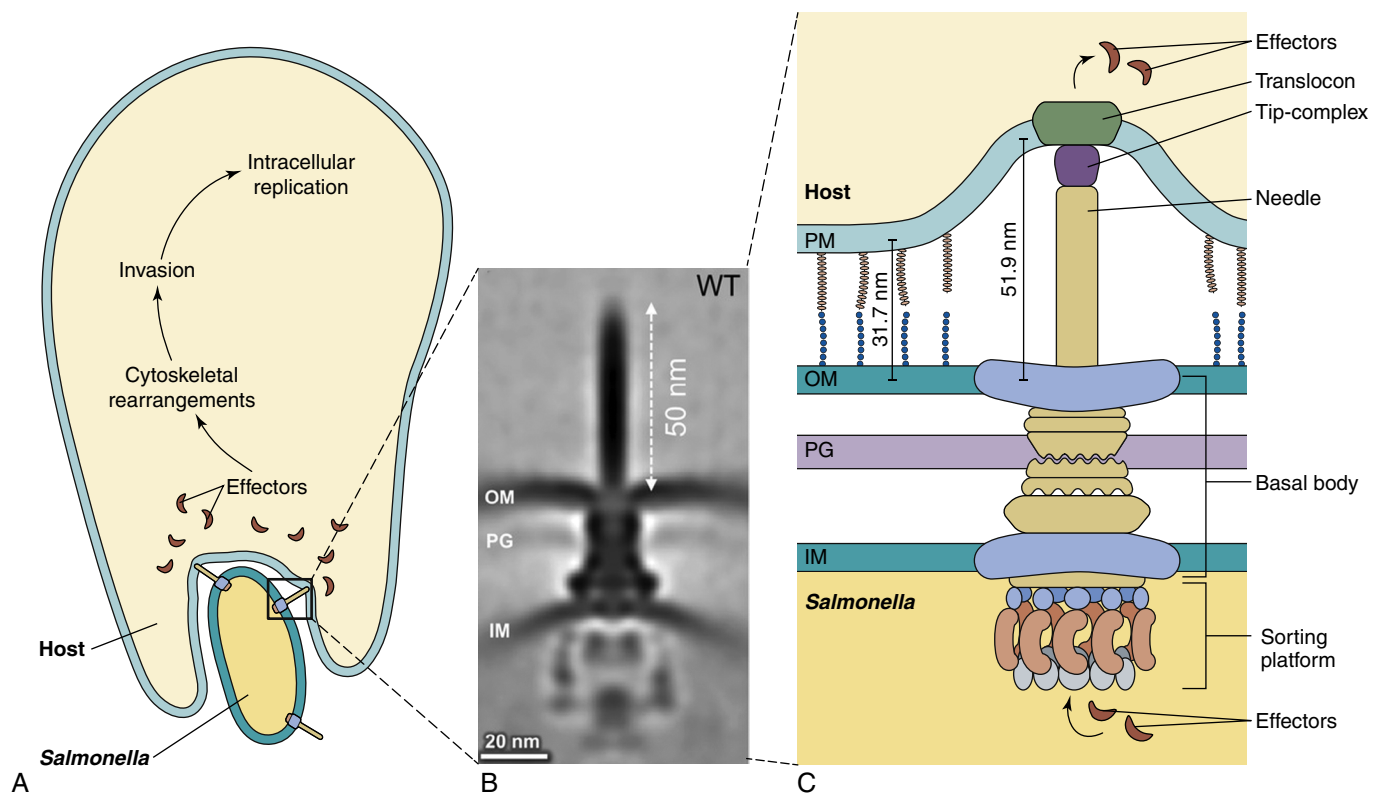 Intracellular
replication
Invasion
Cytoskeletal
rearrangements
Effectors
Host
Salmonella
A
WT
50 nm
OM
PG
IM
20 nm
B
Effectors
Translocon
Tip-complex
Needle
Host
PM
51.9 nm
31.7 nm
OM
PG
Basal body
IM
Salmonella
Sorting
platform
Effectors
C